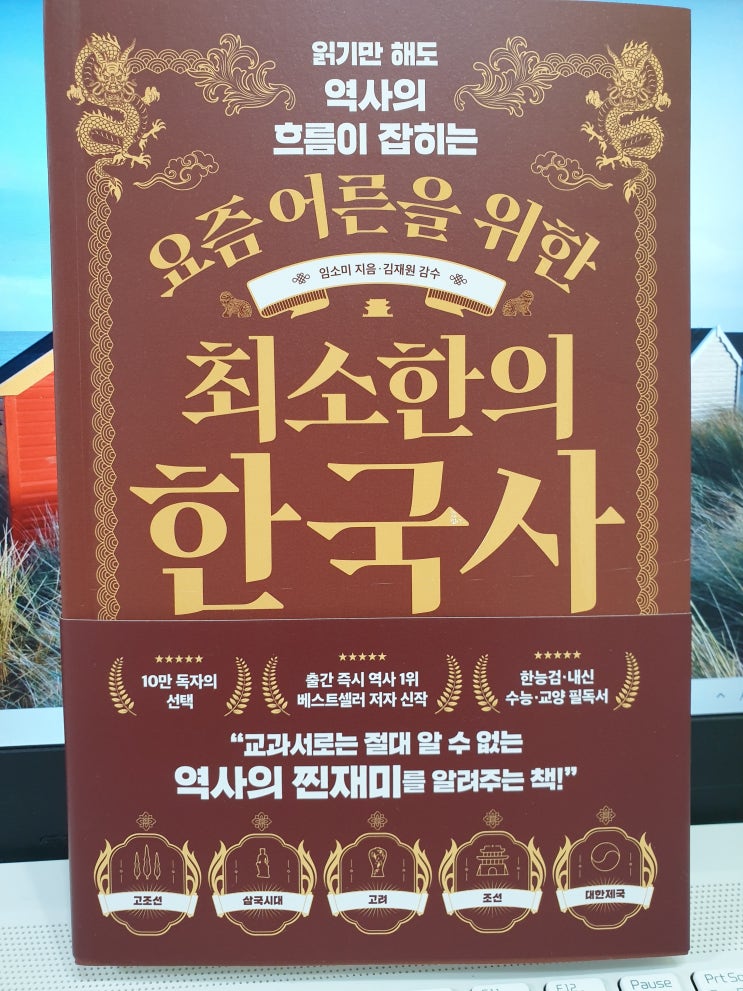 읽기만 해도
역사의
흐름이 잡히는
요즘 어른을 위한
임소미 지음·김재원 감수
최소한의
한국사
10만 독자의
선택
출간 즉시 역사 1위
베스트셀러 저자 신작
한능검·내신
수능·교양 필독서
“교과서로는 절대 알 수 없는
역사의 찐재미를 알려주는 책!”
고조선
삼국시대
고려
조선
대한제국
F12
Pause
PrtSc